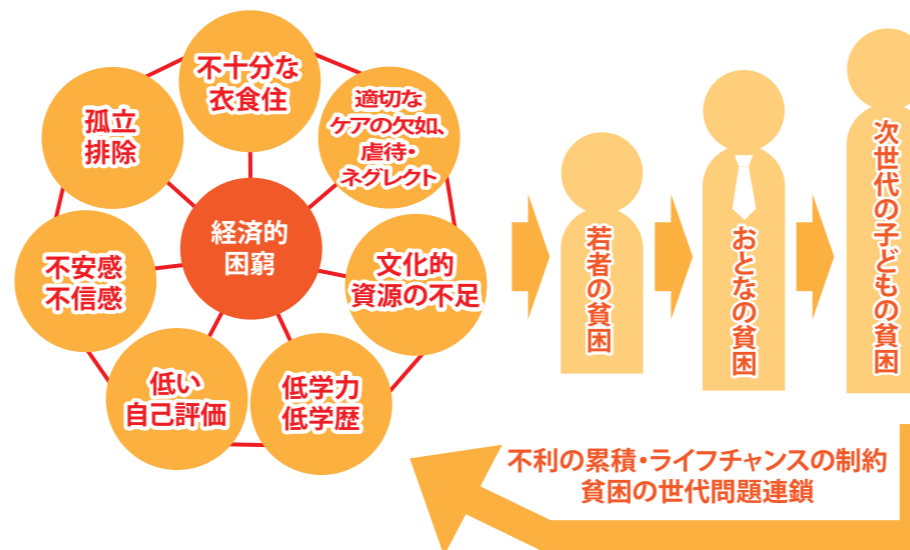 不十分な
衣食住
適切な
ケアの欠如、
虐待・
ネグレクト
文化的
資源の不足
低学力
低学歴
低い
自己評価
不安感
不信感
孤立
排除
経済的
困窮
若者の貧困
おとなの貧困
次世代の子どもの貧困
不利の累積・ライフチャンスの制約
貧困の世代問題連鎖